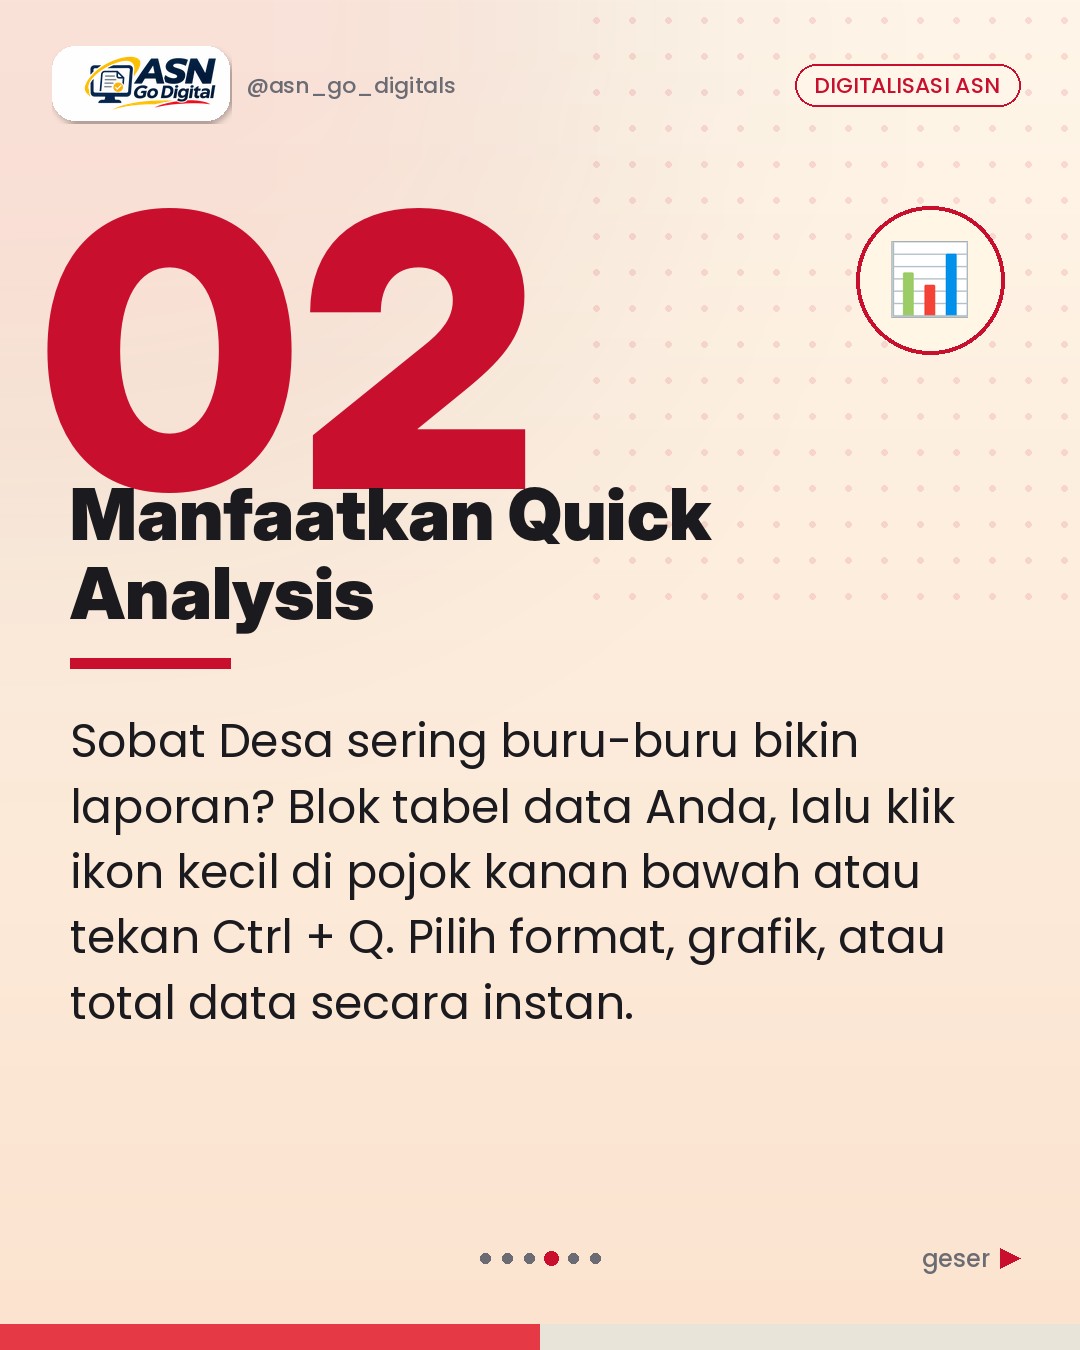 ASN
Go Digital
@asn_go_digitals
DIGITALISASI ASN
02
Manfaatkan Quick
Analysis
Sobat Desa sering buru-buru bikin
laporan? Blok tabel data Anda, lalu klik
ikon kecil di pojok kanan bawah atau
tekan Ctrl + Q. Pilih format, grafik, atau
total data secara instan.
geser